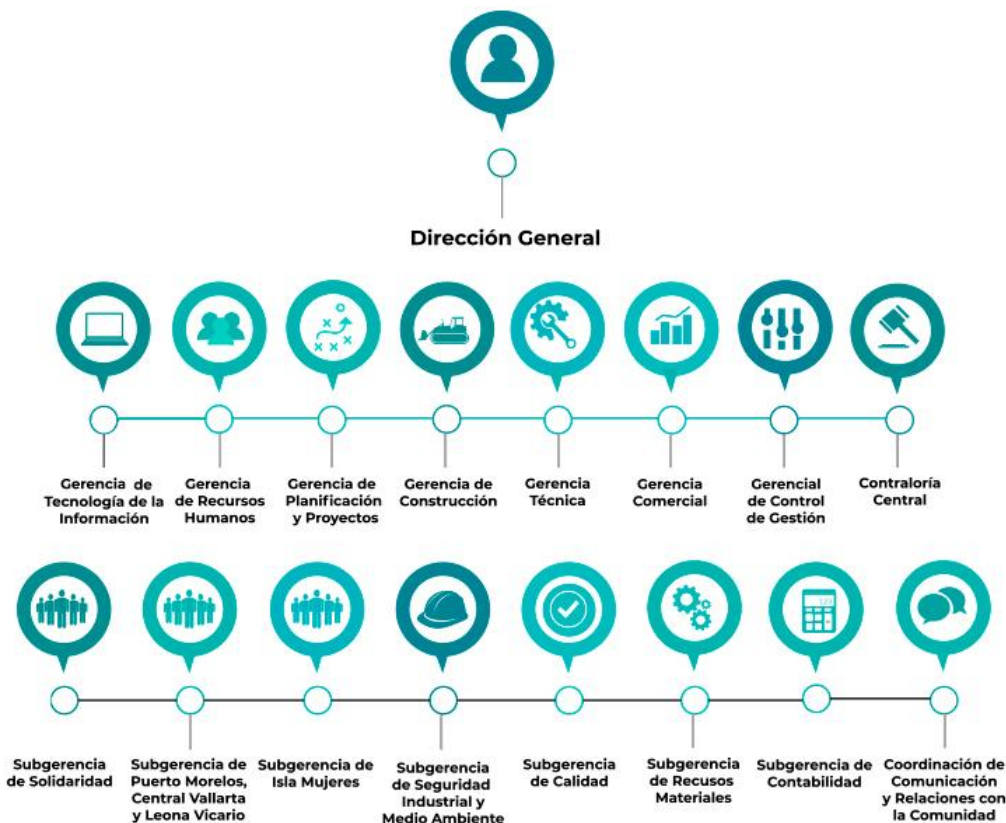 Dirección General
Gerencia de
Tecnología de la
Información
Gerencia
de Recursos
Humanos
Gerencia de
Planificación
y Proyectos
Gerencia de
Construcción
Gerencia
Técnica
Gerencia
Comercial
Gerencial
de Control
de Gestión
Contraloría
Central
Subgerencia
de Solidaridad
Subgerencia de
Puerto Morelos,
Central Vallarta
y Leona Vicario
Subgerencia de
Isla Mujeres
Subgerencia
de Seguridad
Industrial y
Medio Ambiente
Subgerencia
de Calidad
Subgerencia
de Recusos
Materiales
123
Subgerencia de
Contabilidad
Coordinación de
Comunicación
y Relaciones con
la Comunidad